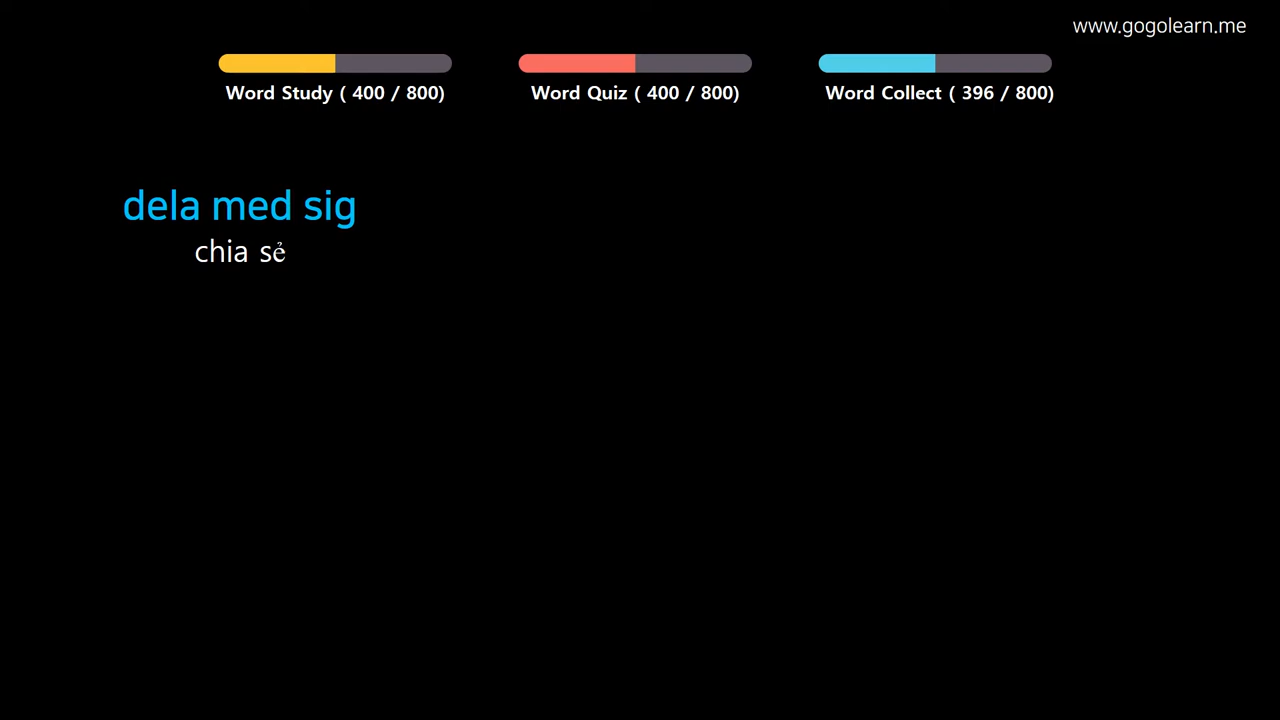 www.gogolearn.me
Word Study ( 400 / 800)
Word Quiz ( 400 / 800)
Word Collect ( 396 / 800)
dela med sig
chia sẻ